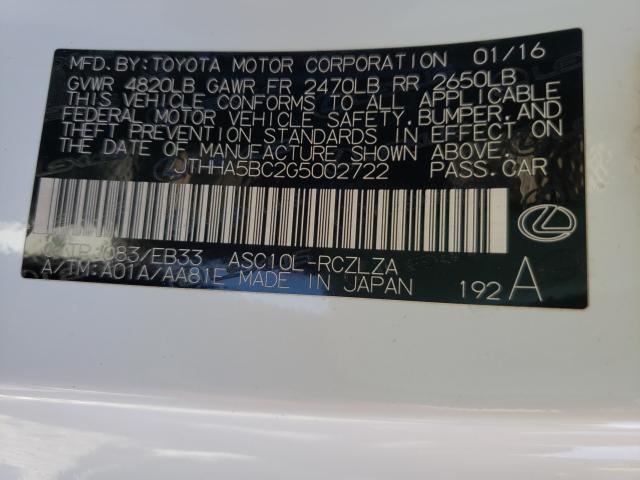 MFD.BY:TOYOTA MOTOR CORPORATION 01/16
GVWR 4820LB GAWR FR 2470LB RR 2650LB
THIS VEHICLE CONFORMS TO ALL APPLICABLE
FEDERAL MOTOR VEHICLE SAFETY,BUMPER,AND
THEFT PREVENTION STANDARDS IN EFFECT ON
THE DATE OF MANUFACTURE SHOWN ABOVE.
JTHHA5BC2G5002722 PASS.CAR
083/EB33 ASC10L-RCZLZA
A/TM:A01A/AA81E MADE IN JAPAN 192 A